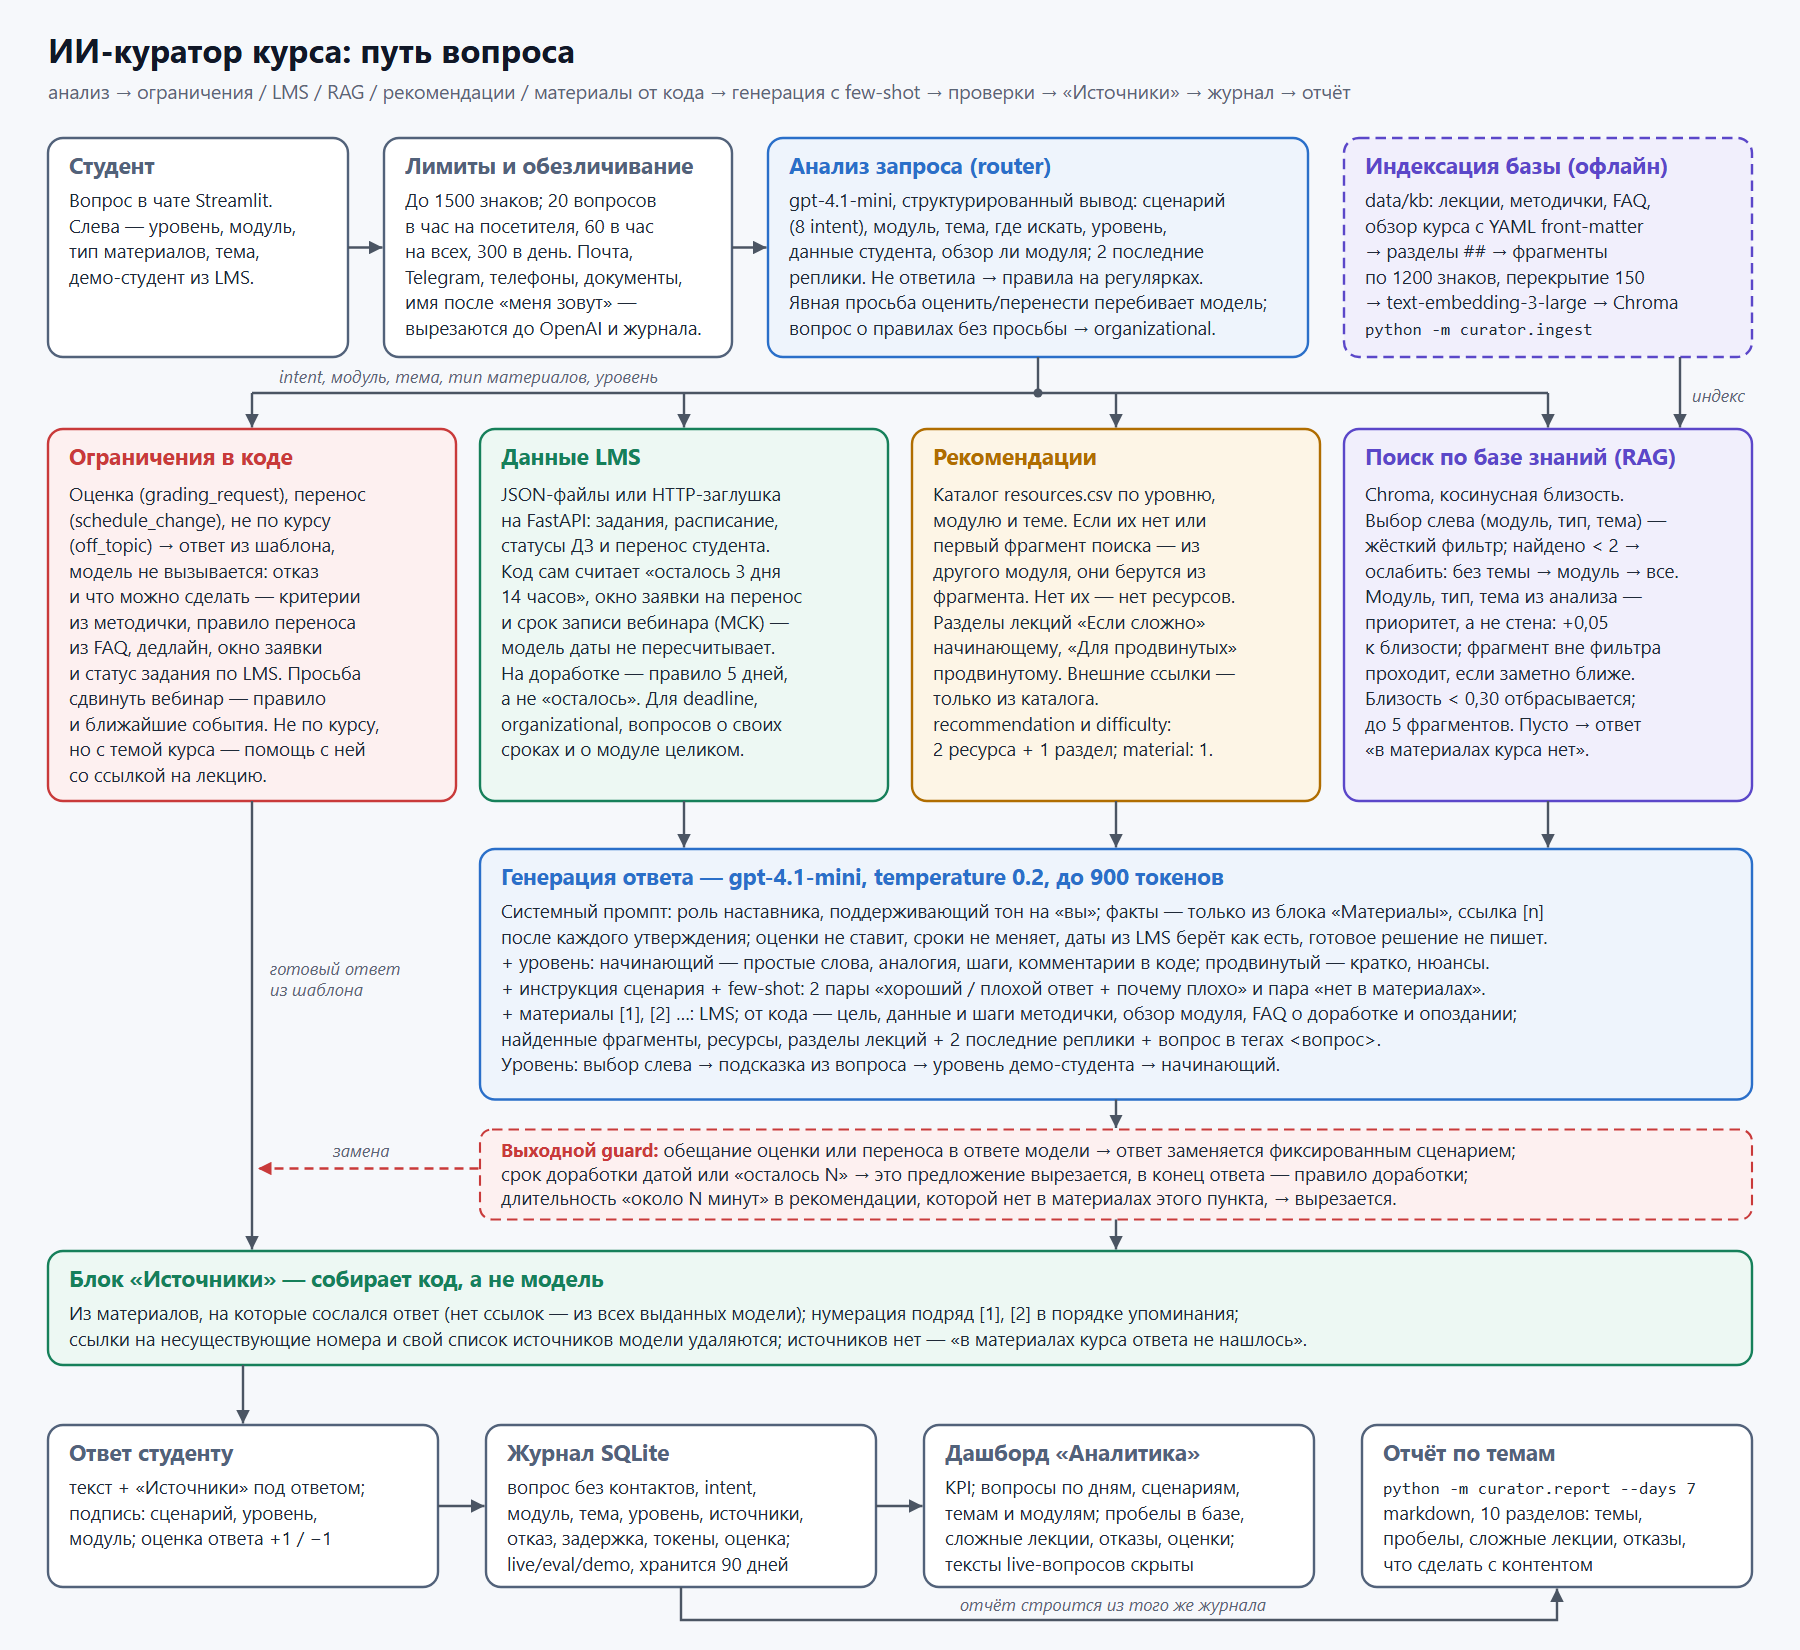 ИИ-куратор курса: путь вопроса
анализ → ограничения / LMS / RAG / рекомендации / материалы от кода → генерация с few-shot → проверки → «Источники» → журнал → отчёт
Студент
Вопрос в чате Streamlit.
Слева — уровень, модуль,
тип материалов, тема,
демо-студент из LMS.
Лимиты и обезличивание
До 1500 знаков; 20 вопросов
в час на посетителя, 60 в час
на всех, 300 в день. Почта,
Telegram, телефоны, документы,
имя после «меня зовут» —
вырезаются до OpenAI и журнала.
Анализ запроса (router)
gpt-4.1-mini, структурированный вывод: сценарий
(8 intent), модуль, тема, где искать, уровень,
данные студента, обзор ли модуля; 2 последние
реплики. Не ответила → правила на регулярках.
Явная просьба оценить/перенести перебивает модель;
вопрос о правилах без просьбы → organizational.
Индексация базы (офлайн)
data/kb: лекции, методички, FAQ,
обзор курса с YAML front-matter
→ разделы ## → фрагменты
по 1200 знаков, перекрытие 150
→ text-embedding-3-large → Chroma
python -m curator.ingest
intent, модуль, тема, тип материалов, уровень
индекс
Ограничения в коде
Оценка (grading_request), перенос
(schedule_change), не по курсу
(off_topic) → ответ из шаблона,
модель не вызывается: отказ
и что можно сделать — критерии
из методички, правило переноса
из FAQ, дедлайн, окно заявки
и статус задания по LMS. Просьба
сдвинуть вебинар — правило
и ближайшие события. Не по курсу,
но с темой курса — помощь с ней
со ссылкой на лекцию.
Данные LMS
JSON-файлы или HTTP-заглушка
на FastAPI: задания, расписание,
статусы ДЗ и перенос студента.
Код сам считает «осталось 3 дня
14 часов», окно заявки на перенос
и срок записи вебинара (МСК) —
модель даты не пересчитывает.
На доработке — правило 5 дней,
а не «осталось». Для deadline,
organizational, вопросов о своих
сроках и о модуле целиком.
Рекомендации
Каталог resources.csv по уровню,
модулю и теме. Если их нет или
первый фрагмент поиска — из
другого модуля, они берутся из
фрагмента. Нет их — нет ресурсов.
Разделы лекций «Если сложно»
начинающему, «Для продвинутых»
продвинутому. Внешние ссылки —
только из каталога.
recommendation и difficulty:
2 ресурса + 1 раздел; material: 1.
Поиск по базе знаний (RAG)
Chroma, косинусная близость.
Выбор слева (модуль, тип, тема) —
жёсткий фильтр; найдено < 2 →
ослабить: без темы → модуль → все.
Модуль, тип, тема из анализа —
приоритет, а не стена: +0,05
к близости; фрагмент вне фильтра
проходит, если заметно ближе.
Близость < 0,30 отбрасывается;
до 5 фрагментов. Пусто → ответ
«в материалах курса нет».
Генерация ответа — gpt-4.1-mini, temperature 0.2, до 900 токенов
Системный промпт: роль наставника, поддерживающий тон на «вы»; факты — только из блока «Материалы», ссылка [n]
после каждого утверждения; оценки не ставит, сроки не меняет, даты из LMS берёт как есть, готовое решение не пишет.
+ уровень: начинающий — простые слова, аналогия, шаги, комментарии в коде; продвинутый — кратко, нюансы.
+ инструкция сценария + few-shot: 2 пары «хороший / плохой ответ + почему плохо» и пара «нет в материалах».
+ материалы [1], [2] ...: LMS; от кода — цель, данные и шаги методички, обзор модуля, FAQ о доработке и опоздании;
найденные фрагменты, ресурсы, разделы лекций + 2 последние реплики + вопрос в тегах <вопрос>.
Уровень: выбор слева → подсказка из вопроса → уровень демо-студента → начинающий.
готовый ответ
из шаблона
замена
Выходной guard: обещание оценки или переноса в ответе модели → ответ заменяется фиксированным сценарием;
срок доработки датой или «осталось N» → это предложение вырезается, в конец ответа — правило доработки;
длительность «около N минут» в рекомендации, которой нет в материалах этого пункта, → вырезается.
Блок «Источники» — собирает код, а не модель
Из материалов, на которые сослался ответ (нет ссылок — из всех выданных модели); нумерация подряд [1], [2] в порядке упоминания;
ссылки на несуществующие номера и свой список источников модели удаляются; источников нет — «в материалах курса ответа не нашлось».
Ответ студенту
текст + «Источники» под ответом;
подпись: сценарий, уровень,
модуль; оценка ответа +1 / −1
Журнал SQLite
вопрос без контактов, intent,
модуль, тема, уровень, источники,
отказ, задержка, токены, оценка;
live/eval/demo, хранится 90 дней
Дашборд «Аналитика»
KPI; вопросы по дням, сценариям,
темам и модулям; пробелы в базе,
сложные лекции, отказы, оценки;
тексты live-вопросов скрыты
Отчёт по темам
python -m curator.report --days 7
markdown, 10 разделов: темы,
пробелы, сложные лекции, отказы,
что сделать с контентом
отчёт строится из того же журнала